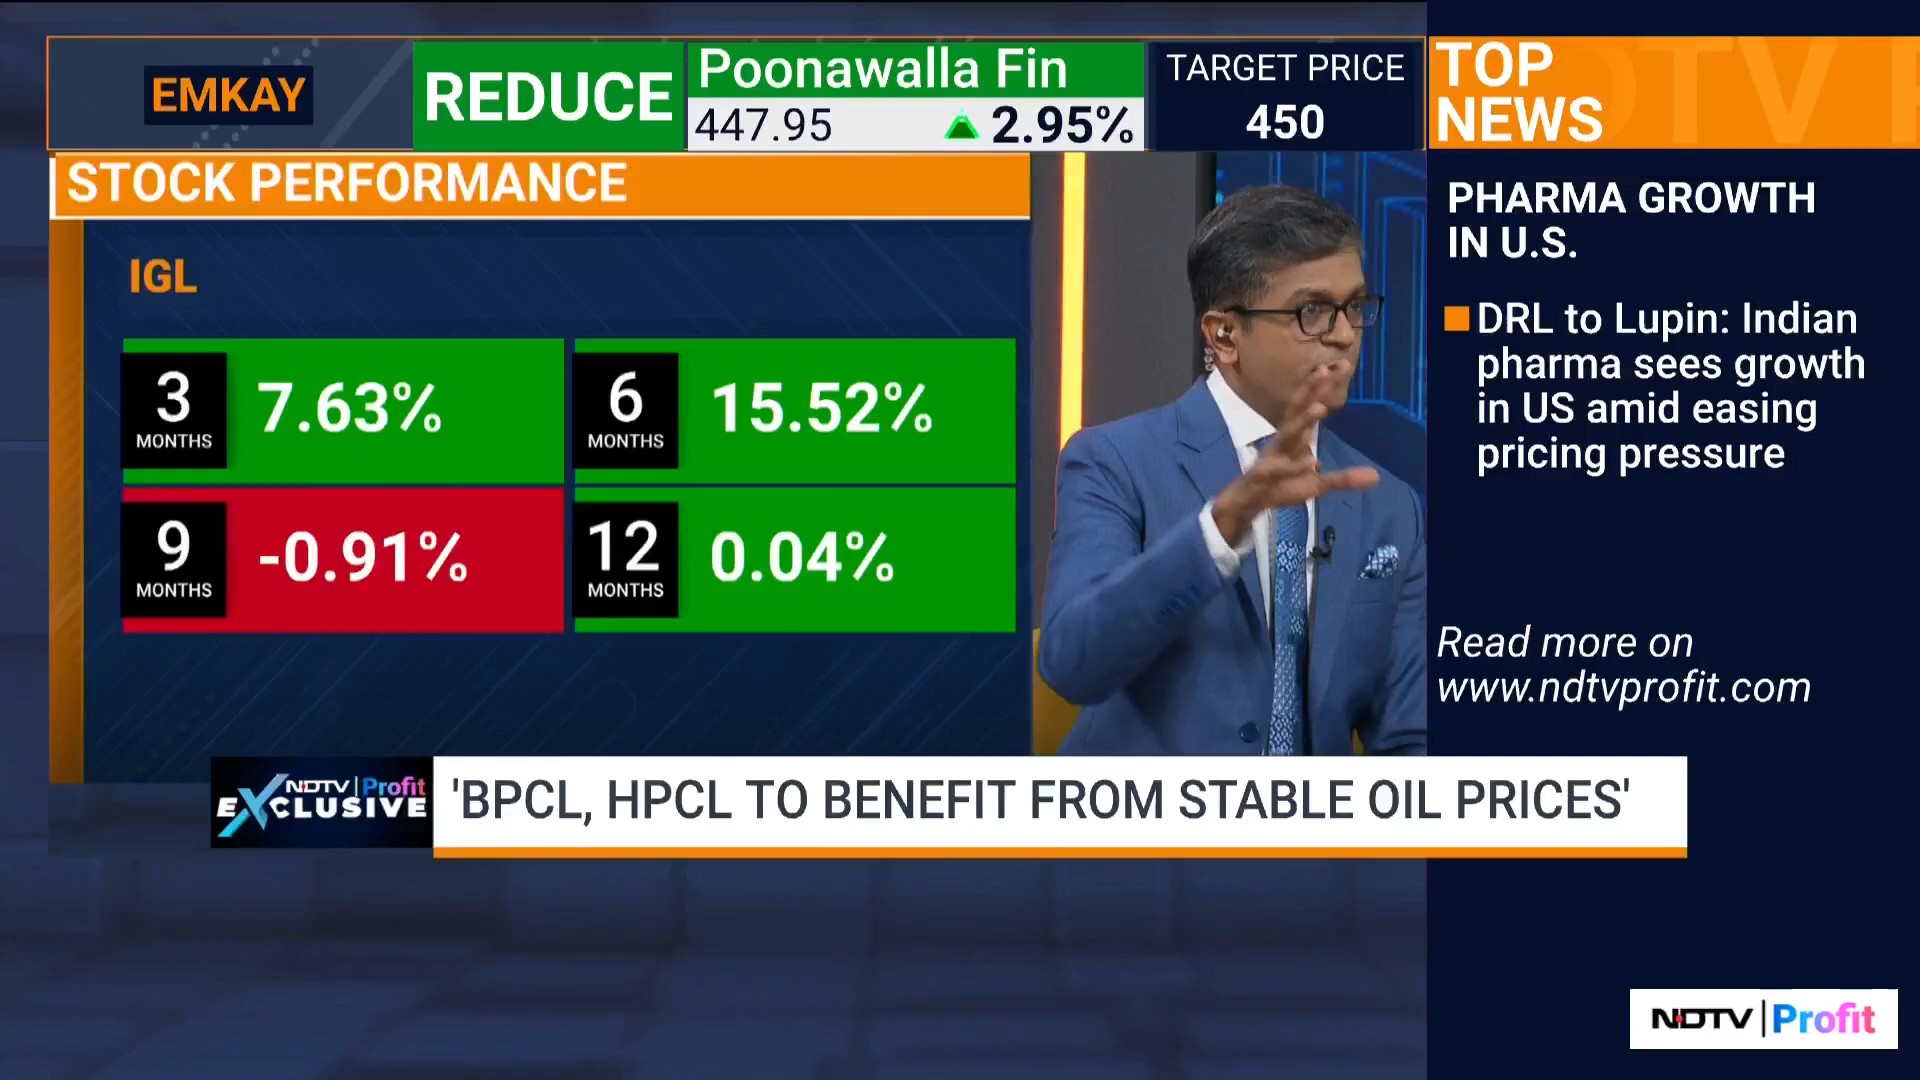 EMKAY
REDUCE
Poonawalla Fin
447.95 2.95%
TARGET PRICE
450
TOP
NEWS
STOCK PERFORMANCE
IGL
3
MONTHS
7.63%
6
MONTHS
15.52%
9
MONTHS
-0.91%
12
MONTHS
0.04%
PHARMA GROWTH
IN U.S.
DRL to Lupin: Indian
pharma sees growth
in US amid easing
pricing pressure
Read more on
www.ndtvprofit.com
NDTV Profit
EXCLUSIVE
'BPCL, HPCL TO BENEFIT FROM STABLE OIL PRICES'
NDTV Profit